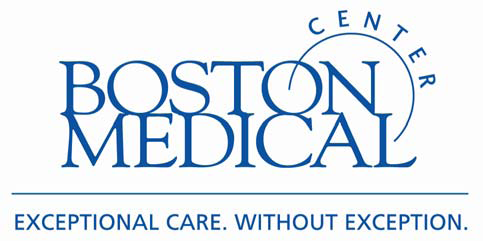 BOSTON
MEDICAL
CENTER
EXCEPTIONAL CARE. WITHOUT EXCEPTION.